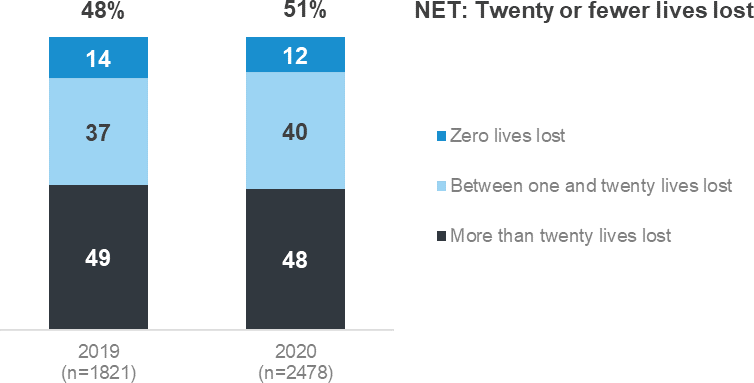 48%
51%
NET: Twenty or fewer lives lost
14
12
Zero lives lost
37
40
Between one and twenty lives lost
49
48
More than twenty lives lost
2019
(n=1821)
2020
(n=2478)